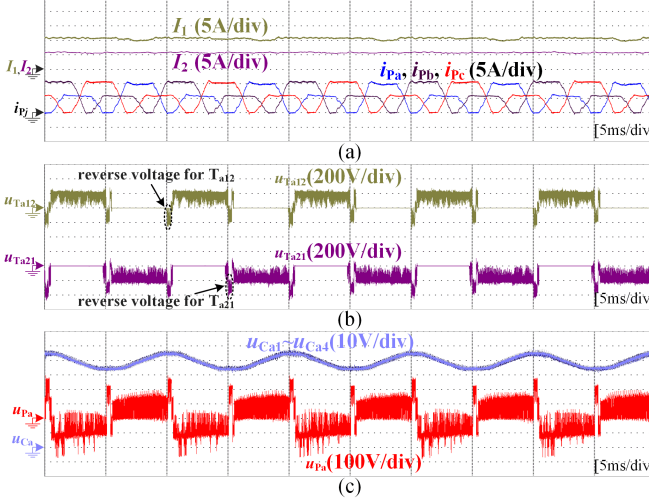 I1 (5A/div)
I1, I2 I2 (5A/div)
iPa, iPb, iPc (5A/div)
iPj
[5ms/div
(a)
reverse voltage for Ta12
uTa12 uTa12(200V/div)
uTa21 uTa21(200V/div)
reverse voltage for Ta21
[5ms/div
(b)
uCa1~uCa4(10V/div)
uPa
uCa
uPa(100V/div)
[5ms/div
(c)